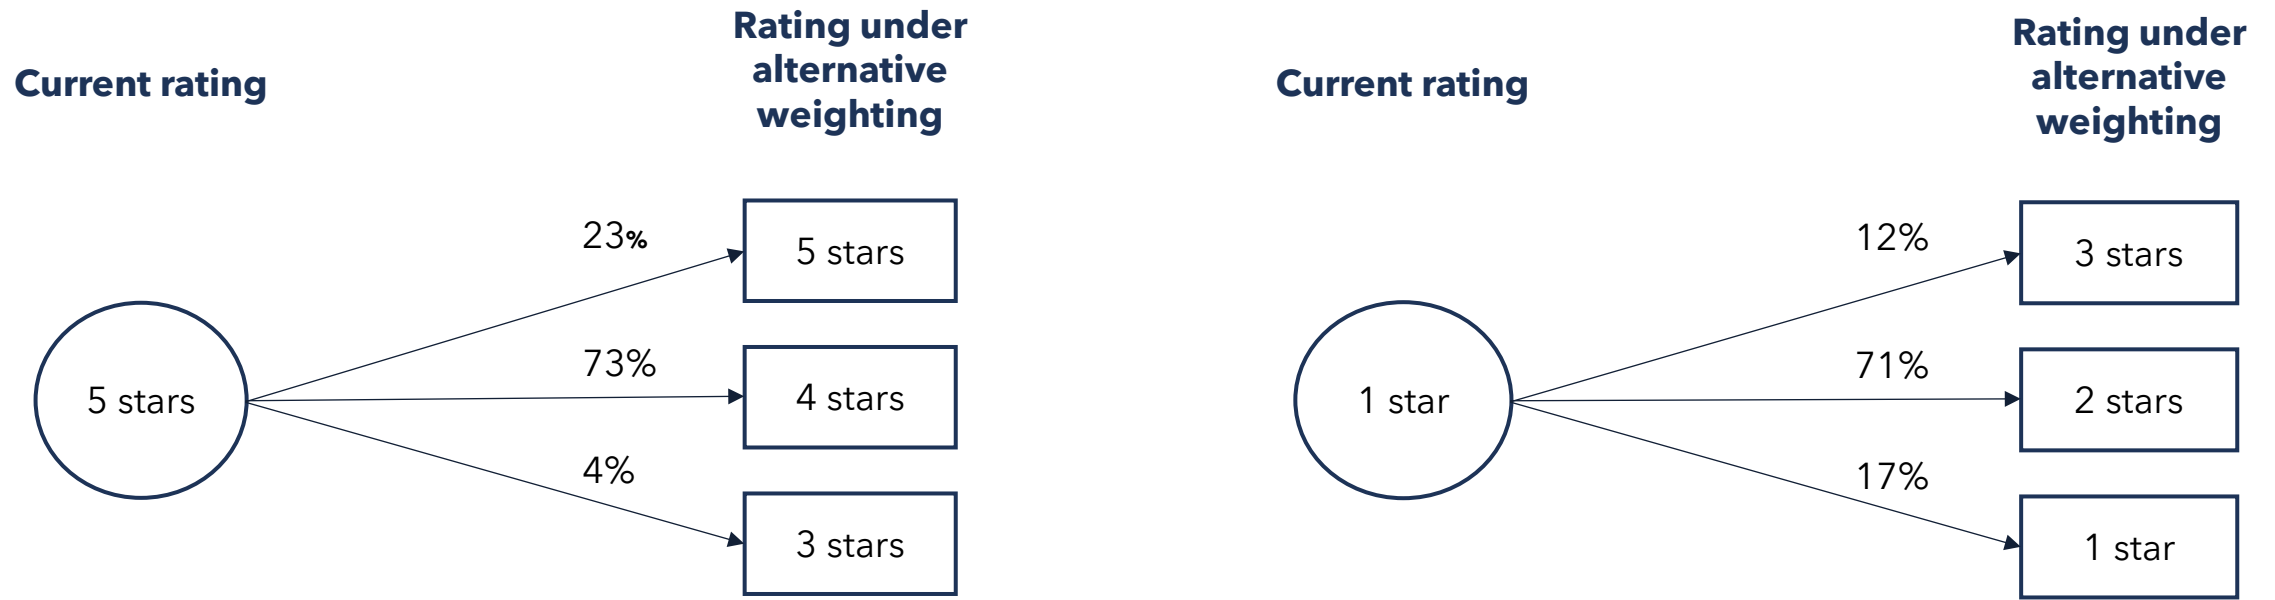 Current rating
Rating under
alternative
weighting
5 stars
23%
5 stars
73%
4 stars
4%
3 stars
Current rating
Rating under
alternative
weighting
1 star
12%
3 stars
71%
2 stars
17%
1 star